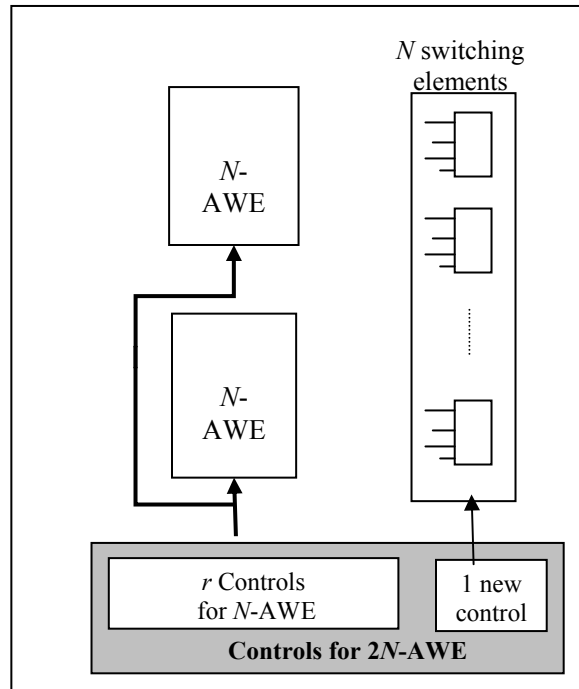 N switching
elements
N-
AWE
N-
AWE
r Controls
for N-AWE
1 new
control
Controls for 2N-AWE